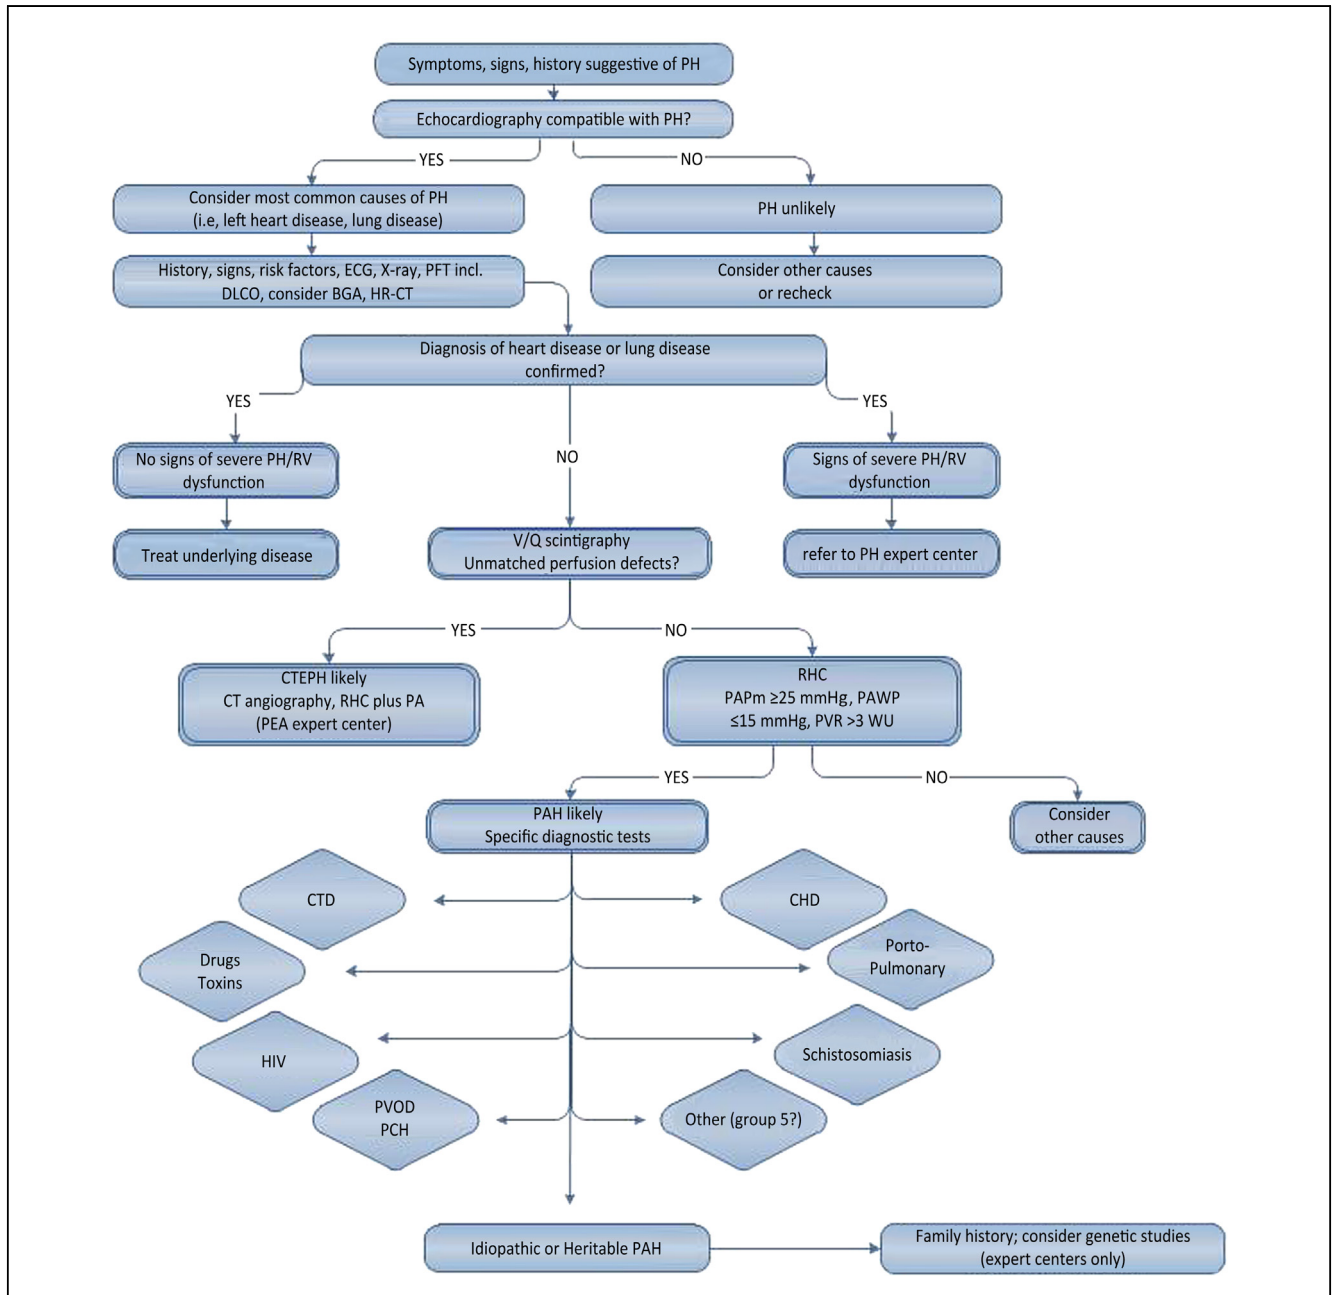 Symptoms, signs, history suggestive of PH
Echocardiography compatible with PH?
YES
NO
Consider most common causes of PH
(i.e, left heart disease, lung disease)
PH unlikely
History, signs, risk factors, ECG, X-ray, PFT incl.
DLCO, consider BGA, HR-CT
Consider other causes
or recheck
Diagnosis of heart disease or lung disease
confirmed?
YES
NO
YES
No signs of severe PH/RV
dysfunction
Signs of severe PH/RV
dysfunction
Treat underlying disease
V/Q scintigraphy
Unmatched perfusion defects?
refer to PH expert center
YES
NO
CTEPH likely
CT angiography, RHC plus PA
(PEA expert center)
RHC
PAPm ≥25 mmHg, PAWP
≤15 mmHg, PVR >3 WU
YES
NO
PAH likely
Specific diagnostic tests
Consider
other causes
CTD
CHD
Drugs
Toxins
Porto-
Pulmonary
HIV
Schistosomiasis
PVOD
PCH
Other (group 5?)
Idiopathic or Heritable PAH
Family history; consider genetic studies
(expert centers only)